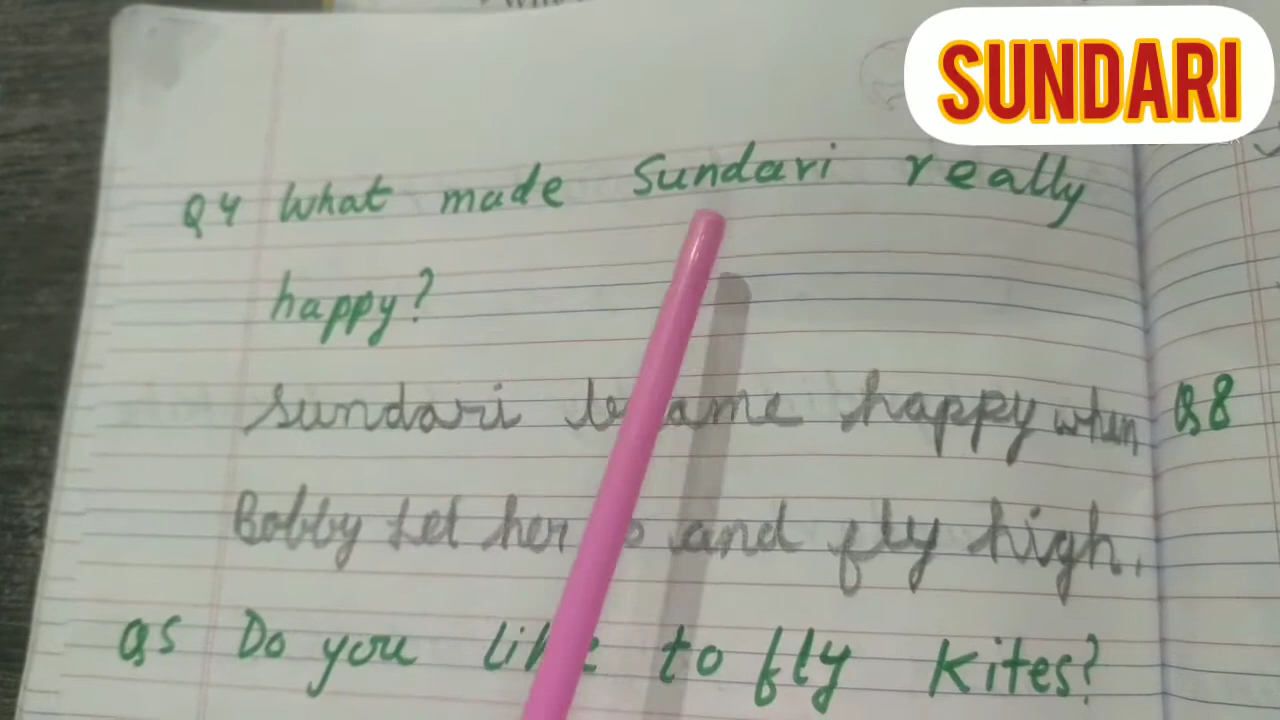 SUNDARI
Q4 What made Sundari really
happy?
Sundari became happy when
Q8
Bobby Let her and fly high.
Q5 Do you like to fly Kites?